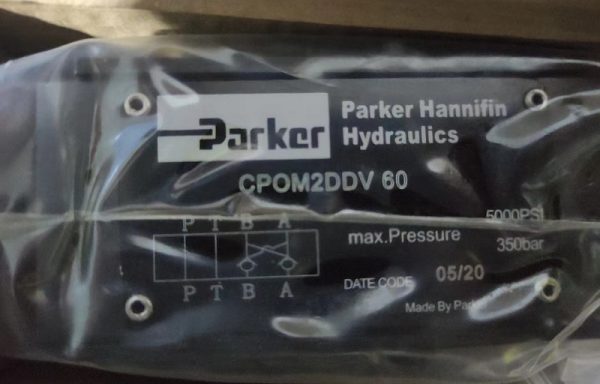 Parker
Parker Hannifin
Hydraulics
CPOM2DDV 60
P T B A
P T B A
max.Pressure
5000PSI
350bar
DATE CODE 05/20
Made By